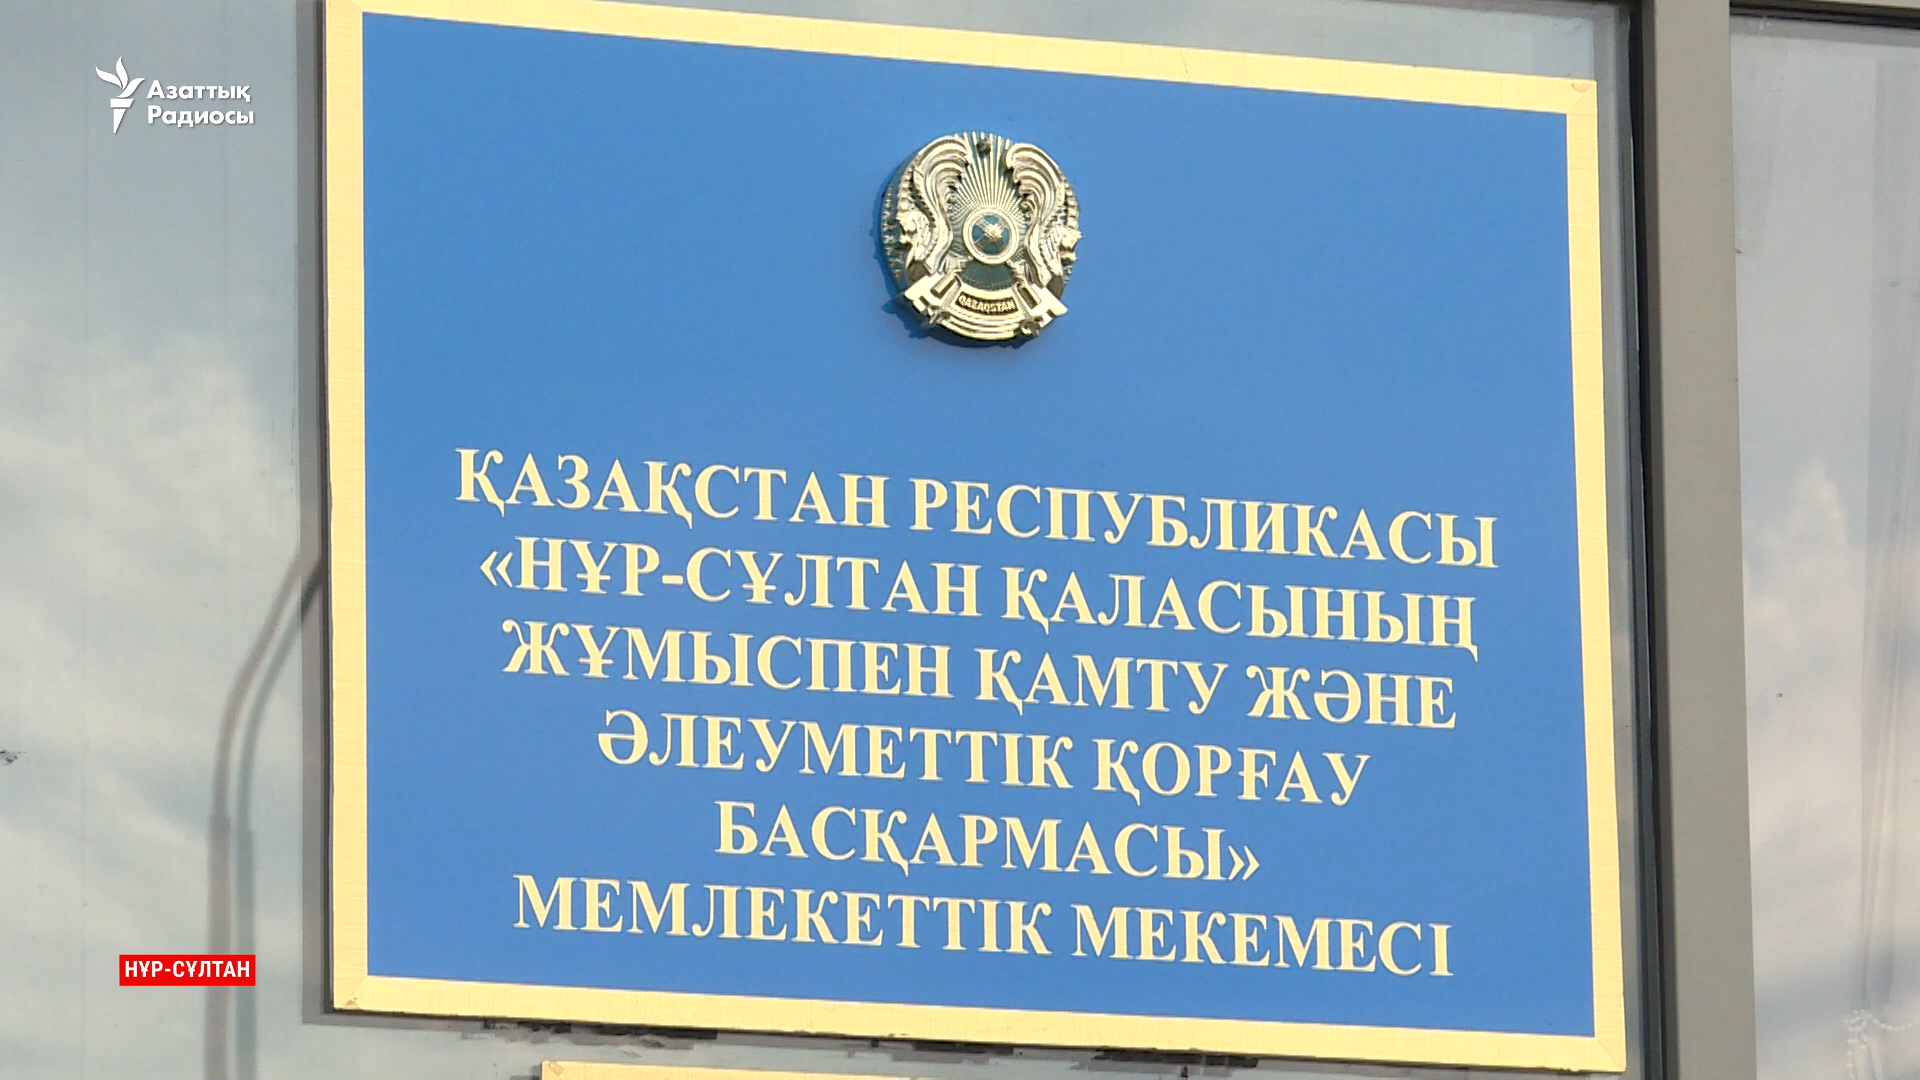 Азаттық
Радиосы
QAZAQSTAN
ҚАЗАҚСТАН РЕСПУБЛИКАСЫ
«НҰР-СҰЛТАН ҚАЛАСЫНЫҢ
ЖҰМЫСПЕН ҚАМТУ ЖӘНЕ
ӘЛЕУМЕТТІК ҚОРҒАУ
БАСҚАРМАСЫ»
МЕМЛЕКЕТТІК МЕКЕМЕСІ
НҰР-СҰЛТАН